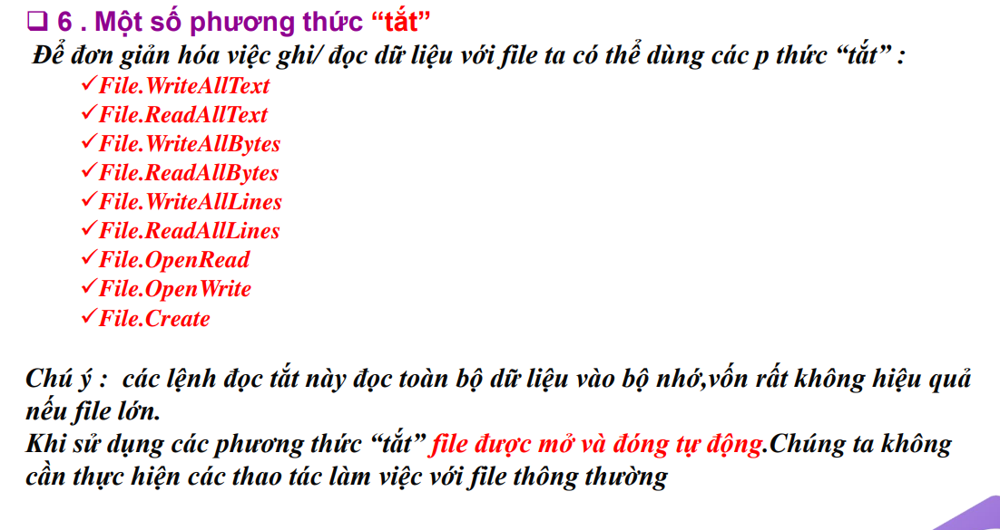 ❑ 6 . Một số phương thức “tắt”
Để đơn giản hóa việc ghi/ đọc dữ liệu với file ta có thể dùng các p thức “tắt” :
✓File.WriteAllText
✓File.ReadAllText
✓File.WriteAllBytes
✓File.ReadAllBytes
✓File.WriteAllLines
✓File.ReadAllLines
✓File.OpenRead
✓File.OpenWrite
✓File.Create
Chú ý : các lệnh đọc tắt này đọc toàn bộ dữ liệu vào bộ nhớ,vốn rất không hiệu quả
nếu file lớn.
Khi sử dụng các phương thức “tắt” file được mở và đóng tự động.Chúng ta không
cần thực hiện các thao tác làm việc với file thông thường